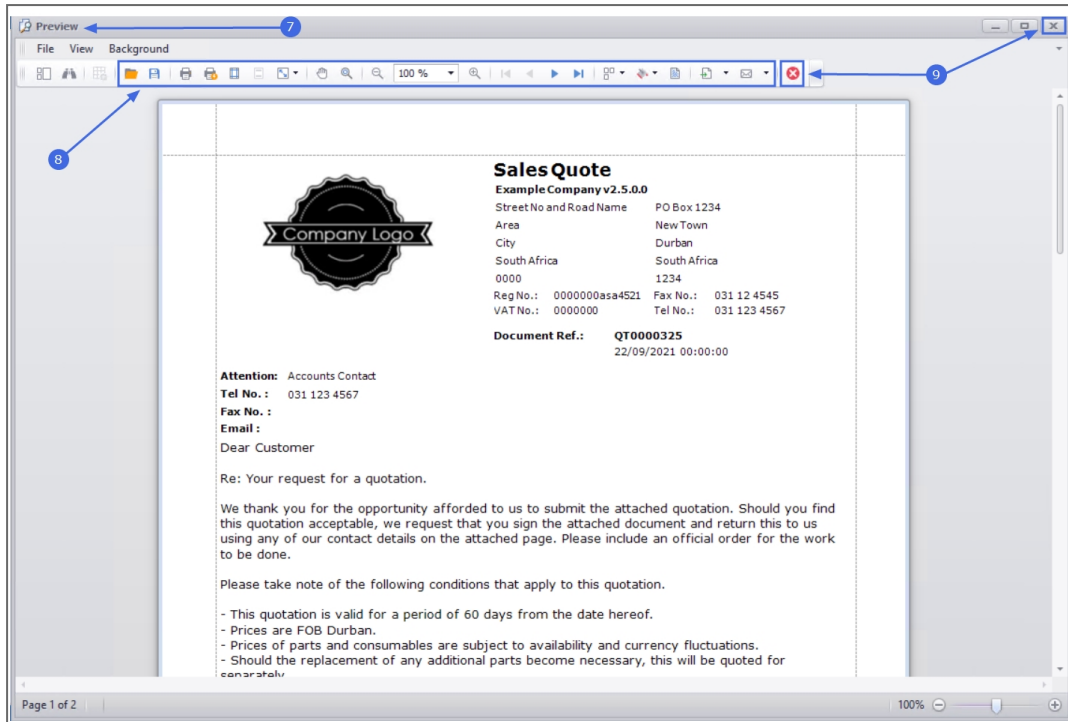 Preview
7
File View Background
9
100 %
8
Company Logo
Sales Quote
Example Company v2.5.0.0
Street No and Road Name PO Box 1234
Area New Town
City Durban
South Africa South Africa
0000 1234
Reg No.: 0000000asa4521 Fax No.: 031 12 4545
VAT No.: 0000000 Tel No.: 031 123 4567
Document Ref.: QT0000325
22/09/2021 00:00:00
Attention: Accounts Contact
Tel No. : 031 123 4567
Fax No. :
Email :
Dear Customer
Re: Your request for a quotation.
We thank you for the opportunity afforded to us to submit the attached quotation. Should you find
this quotation acceptable, we request that you sign the attached document and return this to us
using any of our contact details on the attached page. Please include an official order for the work
to be done.
Please take note of the following conditions that apply to this quotation.
- This quotation is valid for a period of 60 days from the date hereof.
- Prices are FOB Durban.
- Prices of parts and consumables are subject to availability and currency fluctuations.
- Should the replacement of any additional parts become necessary, this will be quoted for
separately.
Page 1 of 2 100%